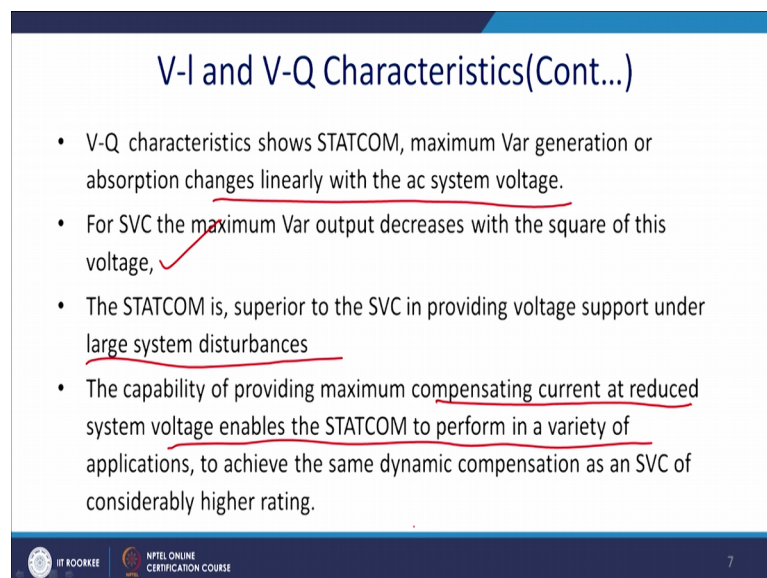 V-I and V-Q Characteristics(Cont...)
• V-Q characteristics shows STATCOM, maximum Var generation or
absorption changes linearly with the ac system voltage.
• For SVC the maximum Var output decreases with the square of this
voltage,
• The STATCOM is, superior to the SVC in providing voltage support under
large system disturbances
• The capability of providing maximum compensating current at reduced
system voltage enables the STATCOM to perform in a variety of
applications, to achieve the same dynamic compensation as an SVC of
considerably higher rating.
IIT ROORKEE
NPTEL ONLINE
CERTIFICATION COURSE
7